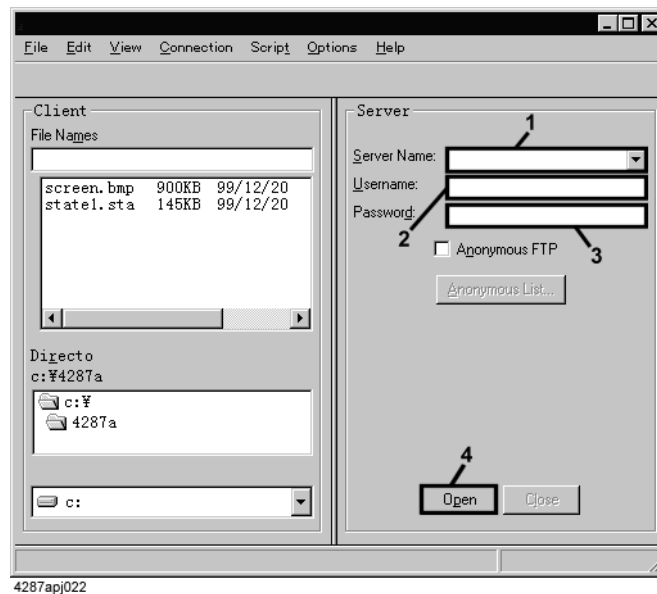 File Edit View Connection Script Options Help
Client
File Names
screen.bmp 900KB 99/12/20
state1.sta 145KB 99/12/20
Directo
c:¥4287a
c:¥
4287a
c:
Server
1
Server Name:
Username:
Password:
2
3
Anonymous FTP
Anonymous List...
4
Open Close
4287apj022